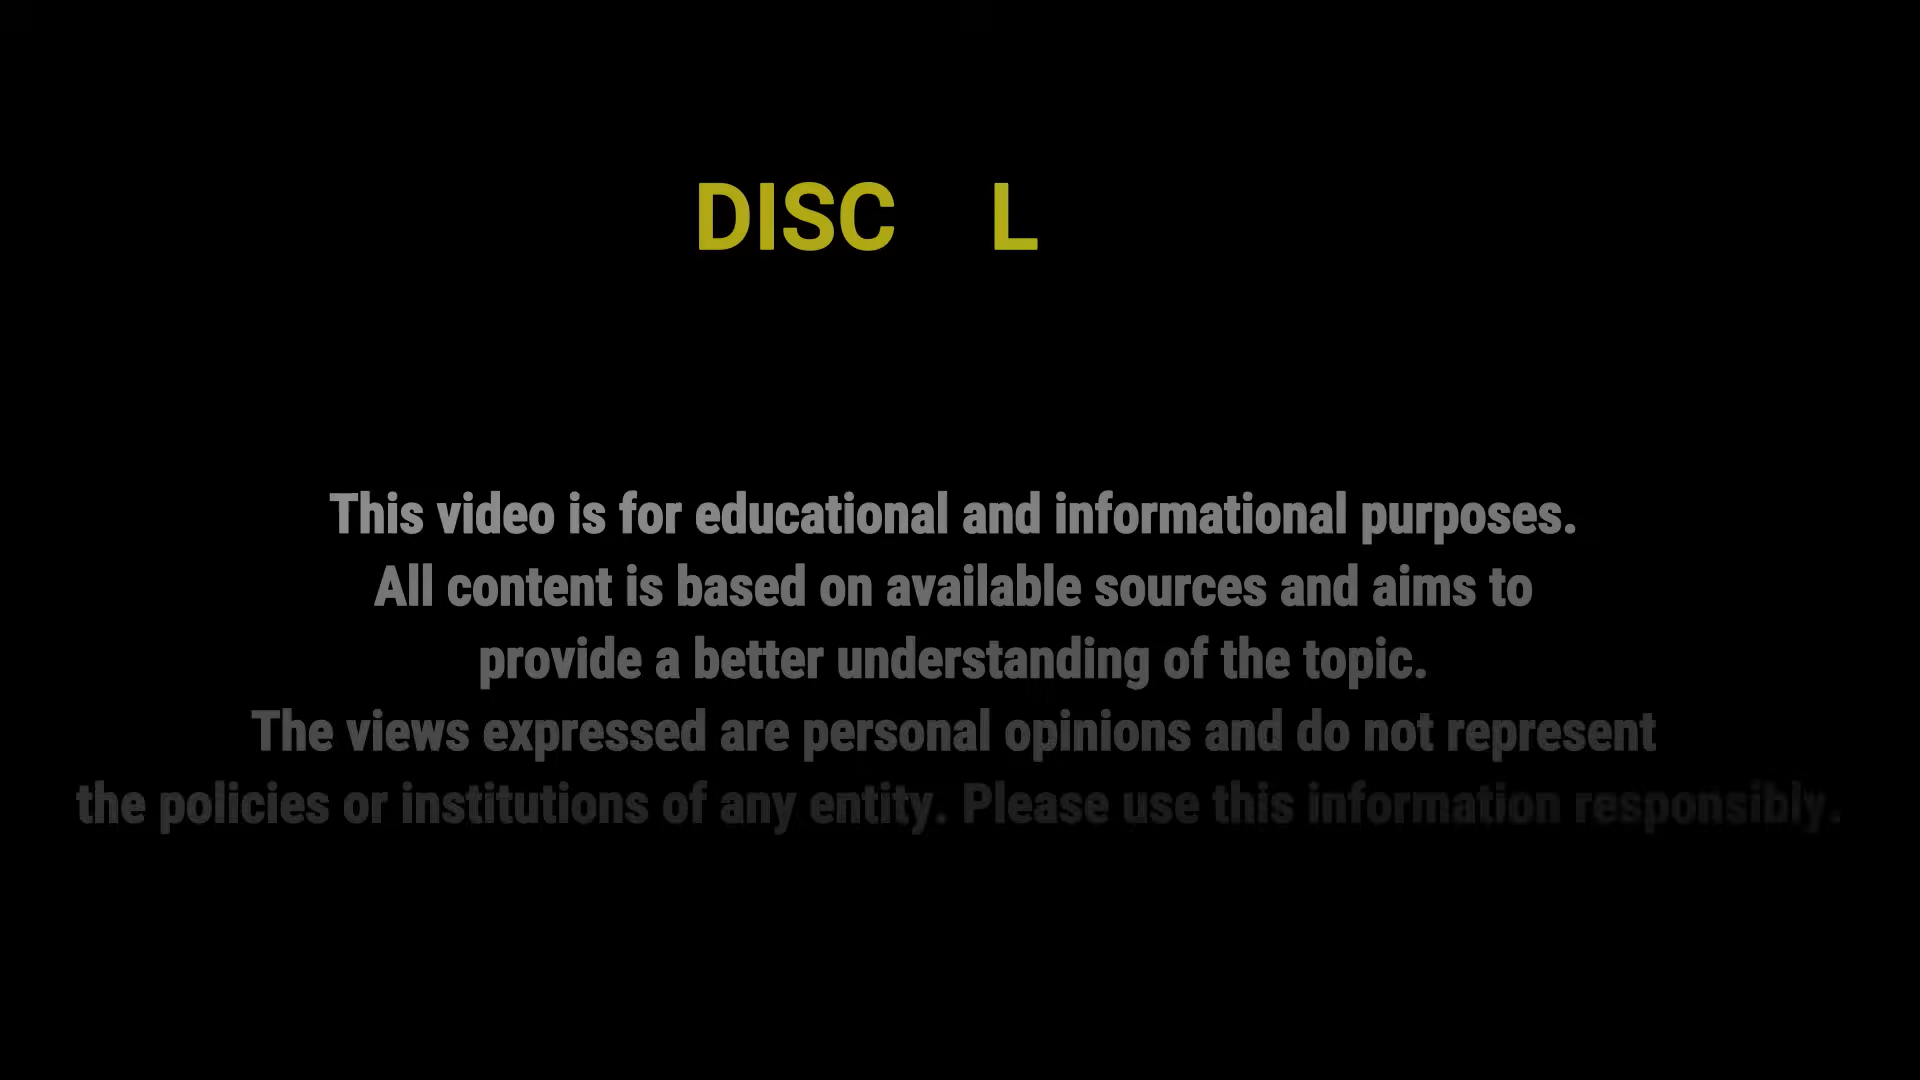 DISC L
This video is for educational and informational purposes.
All content is based on available sources and aims to
provide a better understanding of the topic.
The views expressed are personal opinions and do not represent
the policies or institutions of any entity. Please use this information responsibly.